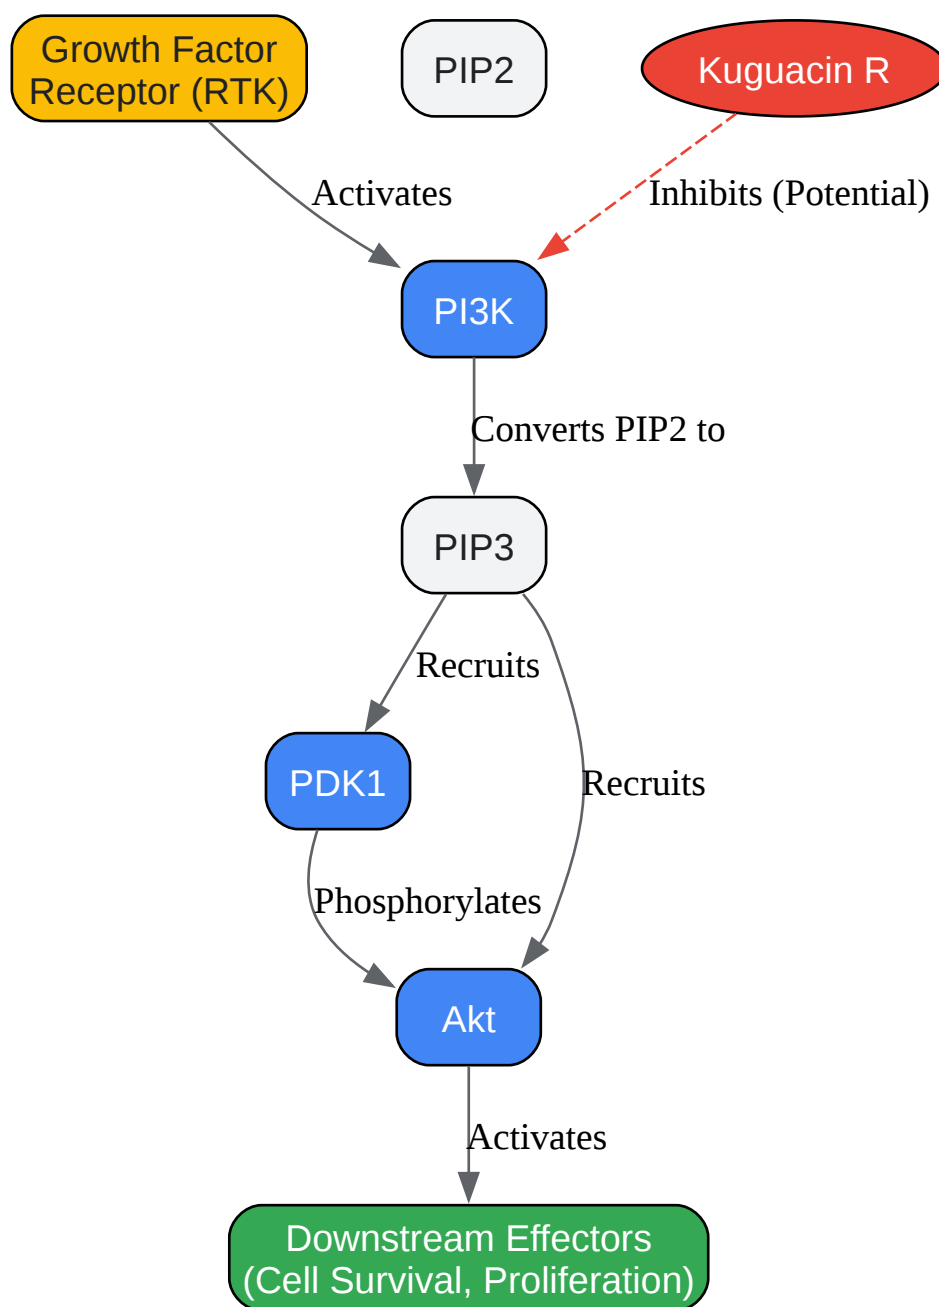 Growth Factor
Receptor (RTK)
PIP2
Kuguacin R
Activates
Inhibits (Potential)
PI3K
Converts PIP2 to
PIP3
Recruits
PDK1
Recruits
Phosphorylates
Akt
Activates
Downstream Effectors
(Cell Survival, Proliferation)